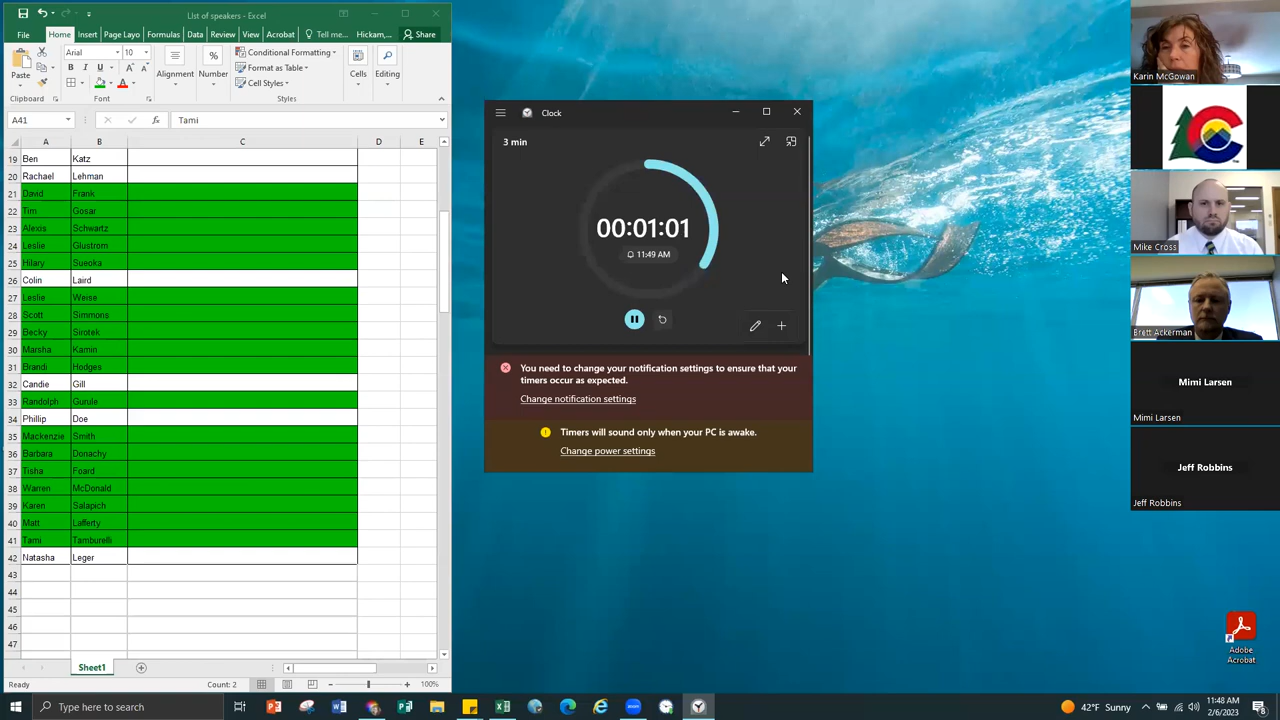 LIst of speakers - Excel
File Home Insert Page Layo Formulas Data Review View Acrobat Tell me... Hickam,... Share
Paste
Arial 10
B I U
A A
Clipboard Font
Alignment
Number
Conditional Formatting
Format as Table
Cell Styles
Styles
Cells
Editing
A41 Tami
A B C D E
19 Ben Katz
20 Rachael Lehman
21 David Frank
22 Tim Gosar
23 Alexis Schwartz
24 Leslie Glustrom
25 Hilary Sueoka
26 Colin Laird
27 Leslie Weise
28 Scott Simmons
29 Becky Sirotek
30 Marsha Kamin
31 Brandi Hodges
32 Candie Gill
33 Randolph Gurule
34 Phillip Doe
35 Mackenzie Smith
36 Barbara Donachy
37 Tisha Foard
38 Warren McDonald
39 Karen Salapich
40 Matt Lafferty
41 Tami Tamburelli
42 Natasha Leger
43
44
45
46
47
Sheet1
Ready Count: 2 100%
Clock
3 min
00:01:01
11:49 AM
You need to change your notification settings to ensure that your
timers occur as expected.
Change notification settings
Timers will sound only when your PC is awake.
Change power settings
Karin McGowan
C
TM
Mike Cross
Brett Ackerman
Mimi Larsen
Mimi Larsen
Jeff Robbins
Jeff Robbins
Adobe
Acrobat
Type here to search
zoom
42°F Sunny
11:48 AM
2/6/2023
8